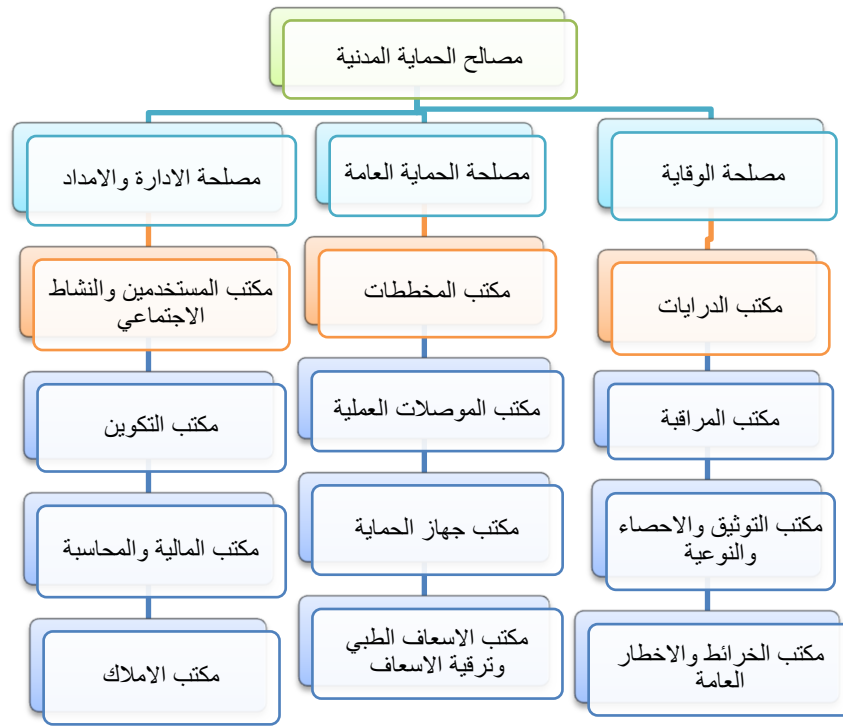 مصالح الحماية المدنية
مصلحة الوقاية
مصلحة الحماية العامة
مصلحة الادارة والامداد
مكتب الدرايات
مكتب المخططات
مكتب المستخدمين والنشاط
الاجتماعي
مكتب المراقبة
مكتب الموصلات العملية
مكتب التكوين
مكتب التوثيق والاحصاء
والنوعية
مكتب جهاز الحماية
مكتب المالية والمحاسبة
مكتب الخرائط والاخطار
العامة
مكتب الاسعاف الطبي
وترقية الاسعاف
مكتب الاملاك